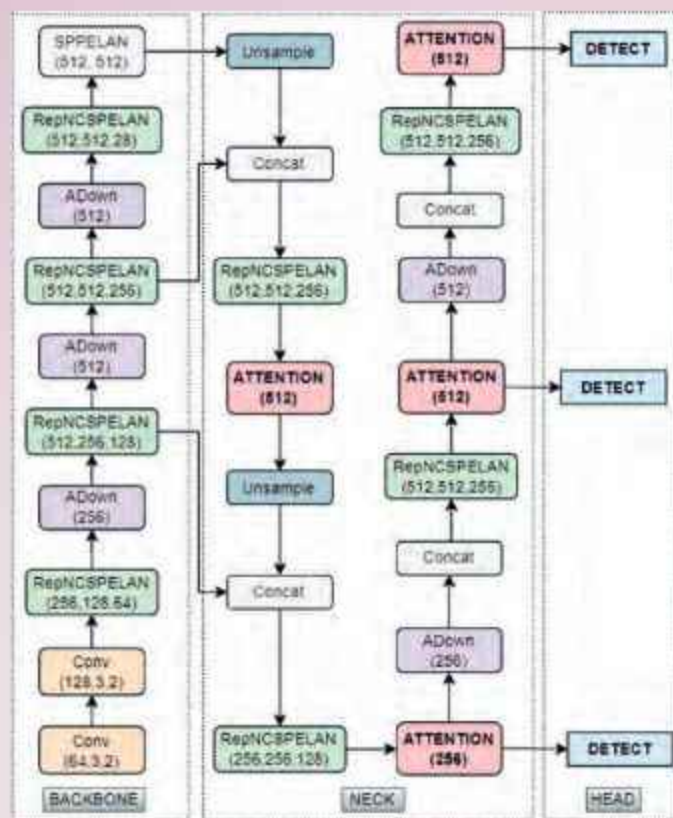 SPPELAN
(512, 512)
RepNCSPELAN
(512,512,28)
ADown
(512)
RepNCSPELAN
(512,512,256)
ADown
(512)
RepNCSPELAN
(512,256,128)
ADown
(256)
RepNCSPELAN
(256,128,64)
Conv
(128,3,2)
Conv
(64,3,2)
BACKBONE
Unsample
Concat
RepNCSPELAN
(512,512,256)
ATTENTION
(512)
Unsample
Concat
RepNCSPELAN
(256,256,128)
ATTENTION
(512)
RepNCSPELAN
(512,512,256)
Concat
ADown
(512)
ATTENTION
(512)
RepNCSPELAN
(512,512,256)
Concat
ADown
(256)
ATTENTION
(256)
NECK
DETECT
DETECT
DETECT
HEAD